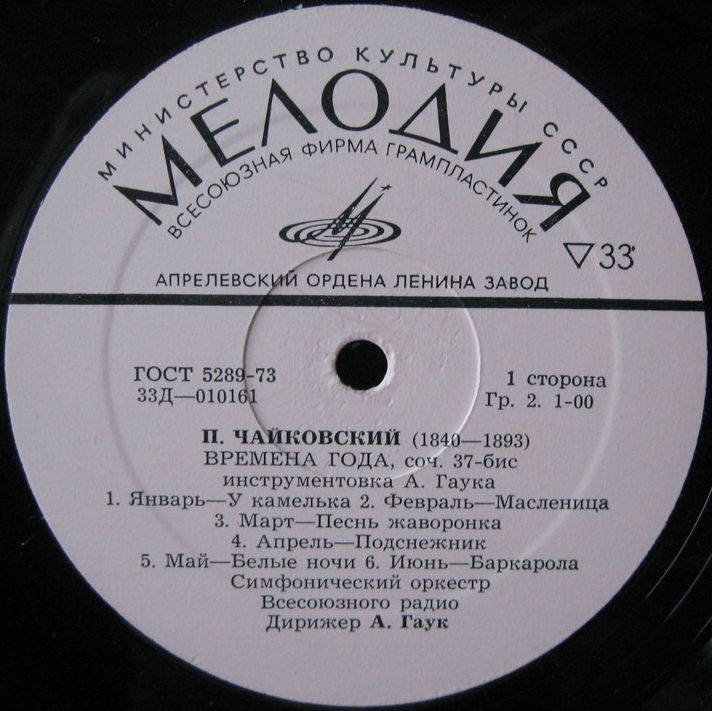 МИНИСТЕРСТВО КУЛЬТУРЫ СССР
МЕЛОДИЯ
ВСЕСОЮЗНАЯ ФИРМА ГРАМПЛАСТИНОК
▽33
АПРЕЛЕВСКИЙ ОРДЕНА ЛЕНИНА ЗАВОД
ГОСТ 5289-73
33Д—010161
1 сторона
Гр. 2. 1-00
П. ЧАЙКОВСКИЙ (1840—1893)
ВРЕМЕНА ГОДА, соч. 37-бис
инструментовка А. Гаука
1. Январь—У камелька 2. Февраль—Масленица
3. Март—Песнь жаворонка
4. Апрель—Подснежник
5. Май—Белые ночи 6. Июнь—Баркарола
Симфонический оркестр
Всесоюзного радио
Дирижер А. Гаук